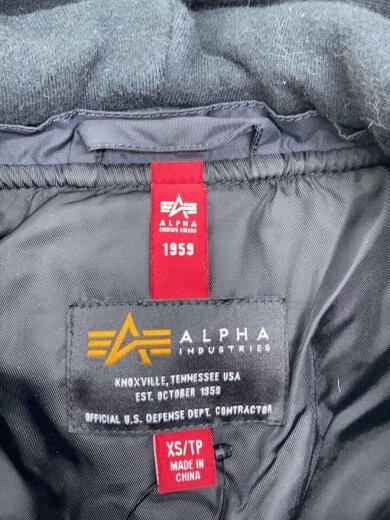 ALPHA
INDUSTRIES
1959
ALPHA
INDUSTRIES
KNOXVILLE, TENNESSEE USA
EST. OCTOBER 1959
OFFICIAL U.S. DEFENSE DEPT. CONTRACTOR
XS/TP
MADE IN
CHINA